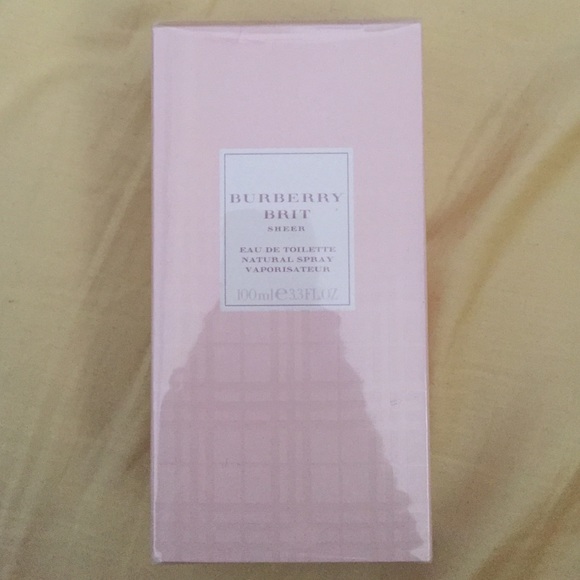 BURBERRY
BRIT
SHEER
EAU DE TOILETTE
NATURAL SPRAY
VAPORISATEUR
100ml℮3.3FL.OZ